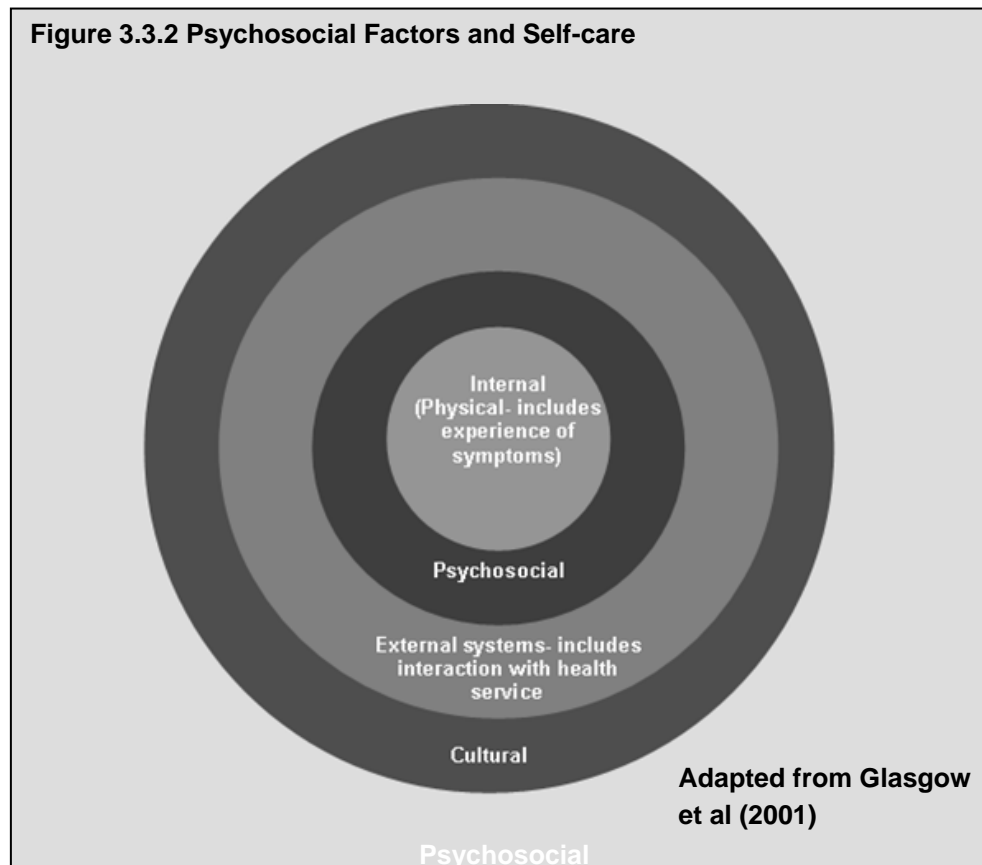 Figure 3.3.2 Psychosocial Factors and Self-care
Internal
(Physical- includes
experience of
symptoms)
Psychosocial
External systems- includes
interaction with health
service
Cultural
Adapted from Glasgow
et al (2001)
Psychosocial